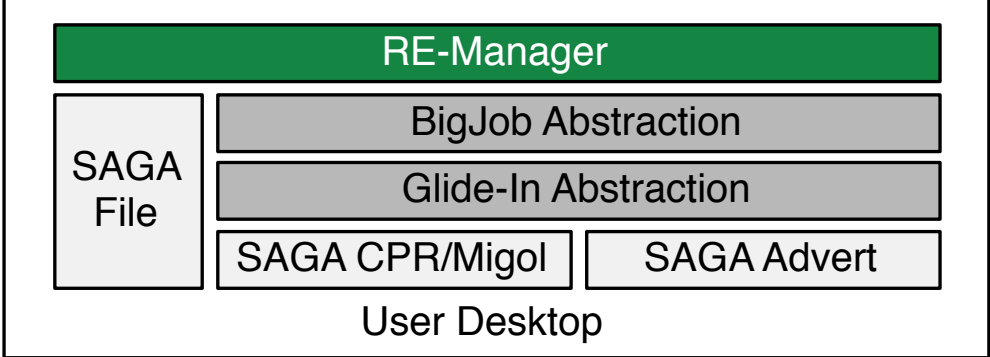 RE-Manager
SAGA
File
BigJob Abstraction
Glide-In Abstraction
SAGA CPR/Migol
SAGA Advert
User Desktop